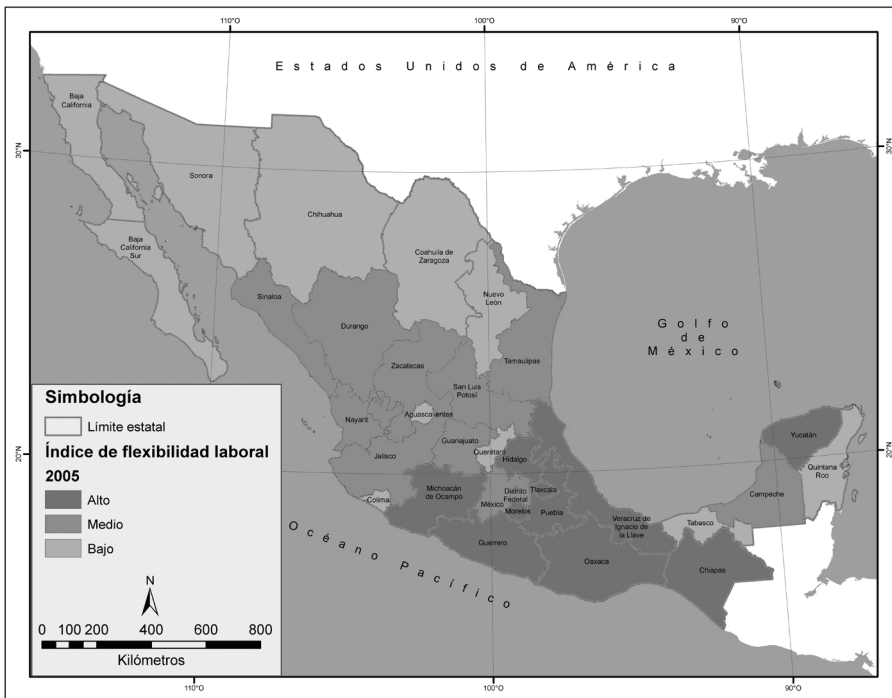 110°O
100°O
90°O
Estados Unidos de América
30°N
30°N
Baja
California
Sonora
Chihuahua
Baja
California
Sur
Coahuila de
Zaragoza
Nuevo
León
Sinaloa
Durango
Golfo
de
México
Zacatecas
Tamaulipas
San Luis
Potosí
Aguascalientes
Nayarit
Guanajuato
Querétaro
Hidalgo
Jalisco
Yucatán
Quintana
Roo
20°N
20°N
Michoacán
de Ocampo
Colima
México
Distrito
Federal
Morelos
Tlaxcala
Puebla
Campeche
Veracruz de
Ignacio de
la Llave
Tabasco
Guerrero
Oaxaca
Chiapas
Océano Pacífico
Simbología
Límite estatal
Índice de flexibilidad laboral
2005
Alto
Medio
Bajo
N
0 100 200 400 600 800
Kilómetros
110°O
100°O
90°O